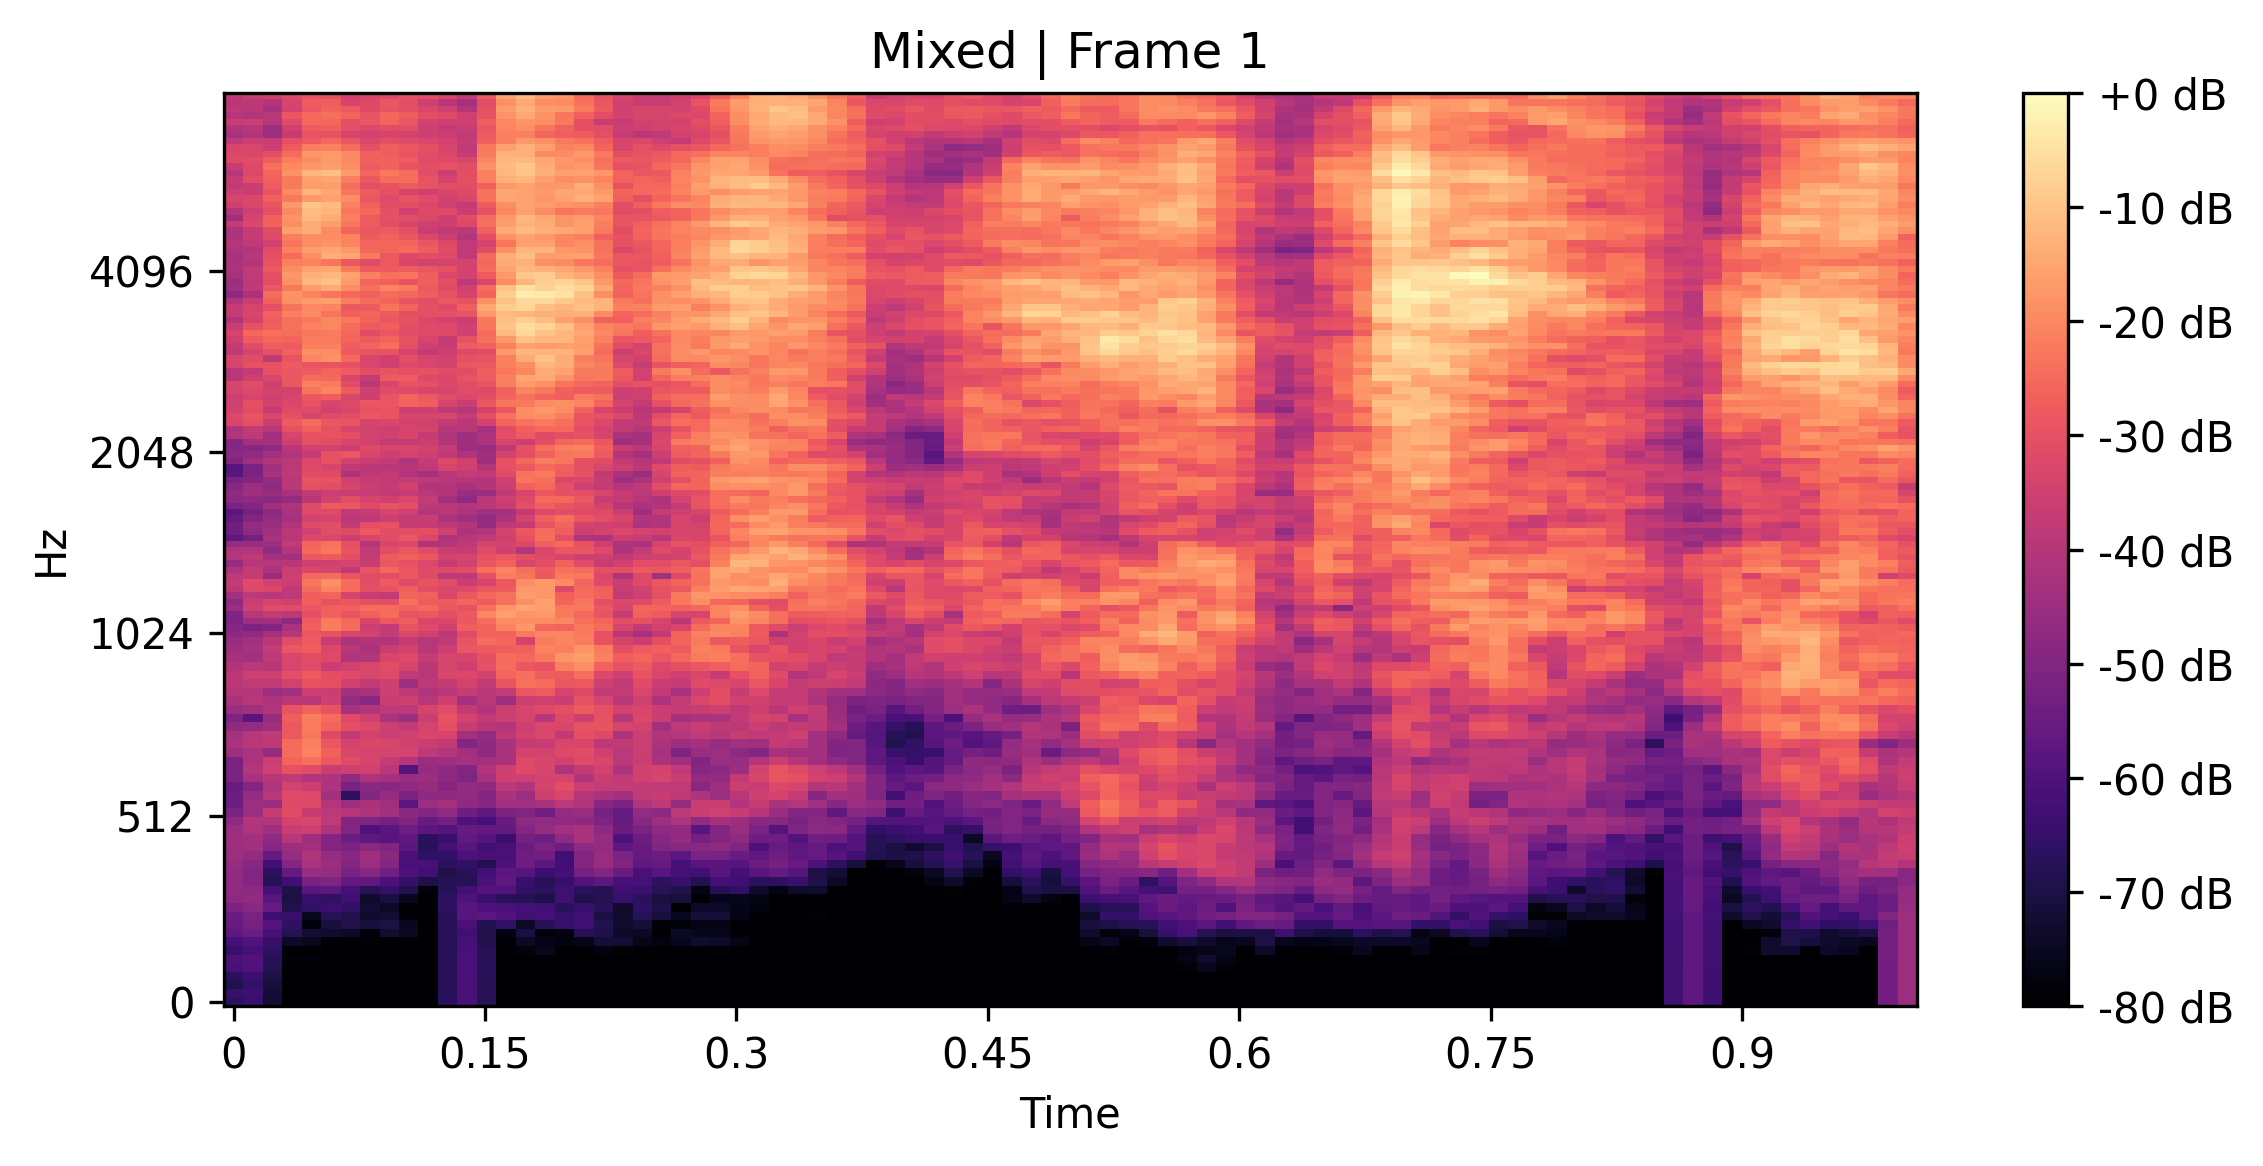 Mixed | Frame 1
Hz
4096
2048
1024
512
0
0 0.15 0.3 0.45 0.6 0.75 0.9
Time
+0 dB
-10 dB
-20 dB
-30 dB
-40 dB
-50 dB
-60 dB
-70 dB
-80 dB